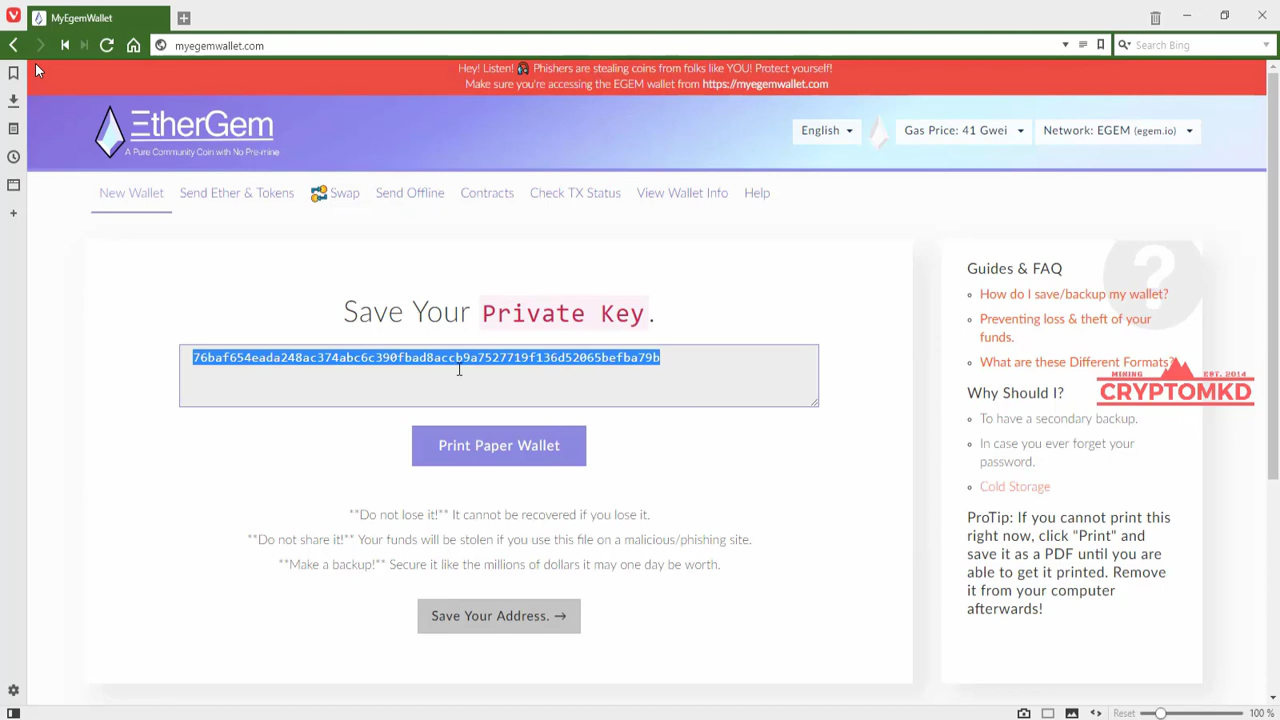 MyEgemWallet
myegemwallet.com
Search Bing
Hey! Listen! Phishers are stealing coins from folks like YOU! Protect yourself!
Make sure you're accessing the EGEM wallet from https://myegemwallet.com
ΞtherGem
A Pure Community Coin with No Pre-mine
English
Gas Price: 41 Gwei
Network: EGEM (egem.io)
New Wallet
Send Ether & Tokens
Swap
Send Offline
Contracts
Check TX Status
View Wallet Info
Help
Save Your Private Key.
76baf654eada248ac374abc6c390fbad8accb9a7527719f136d52065befba79b
Print Paper Wallet
**Do not lose it!** It cannot be recovered if you lose it.
**Do not share it!** Your funds will be stolen if you use this file on a malicious/phishing site.
**Make a backup!** Secure it like the millions of dollars it may one day be worth.
Save Your Address. →
Guides & FAQ
How do I save/backup my wallet?
Preventing loss & theft of your
funds.
What are these Different Formats?
MINING EST. 2014
CRYPTOMKD
Why Should I?
To have a secondary backup.
In case you ever forget your
password.
Cold Storage
ProTip: If you cannot print this
right now, click "Print" and
save it as a PDF until you are
able to get it printed. Remove
it from your computer
afterwards!
Reset
100 %